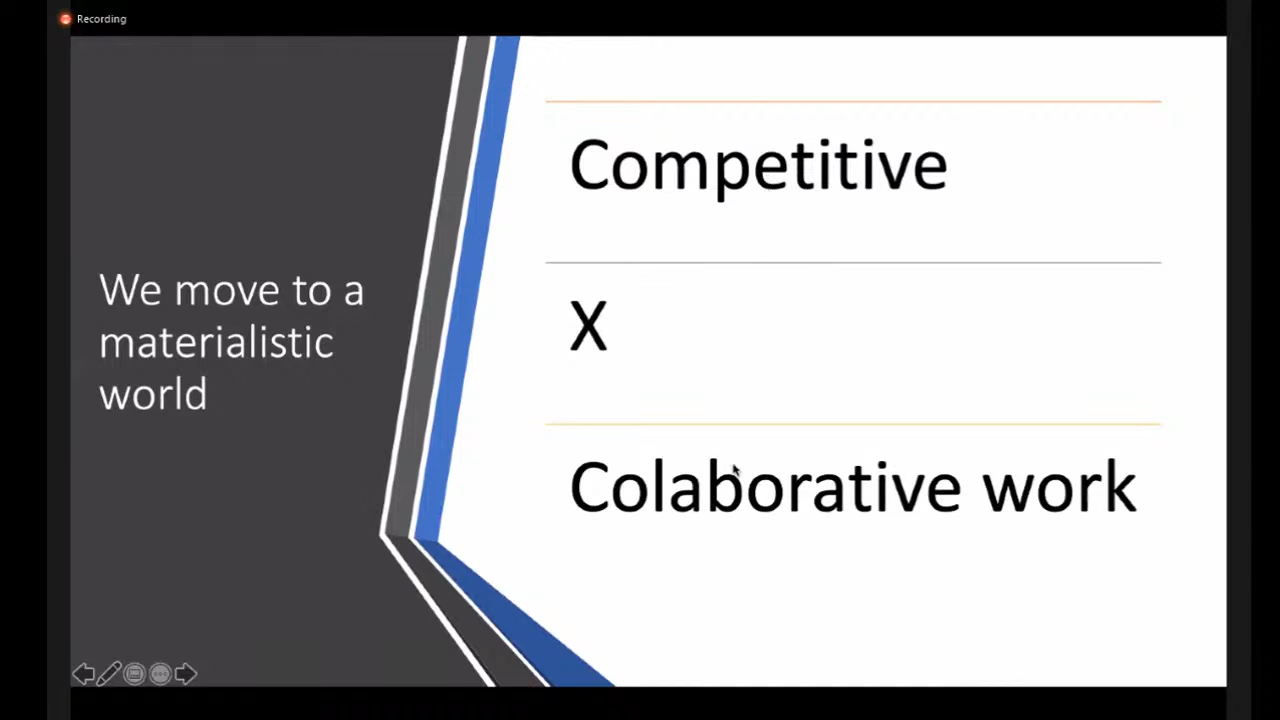 Recording
We move to a
materialistic
world
Competitive
X
Colaborative work